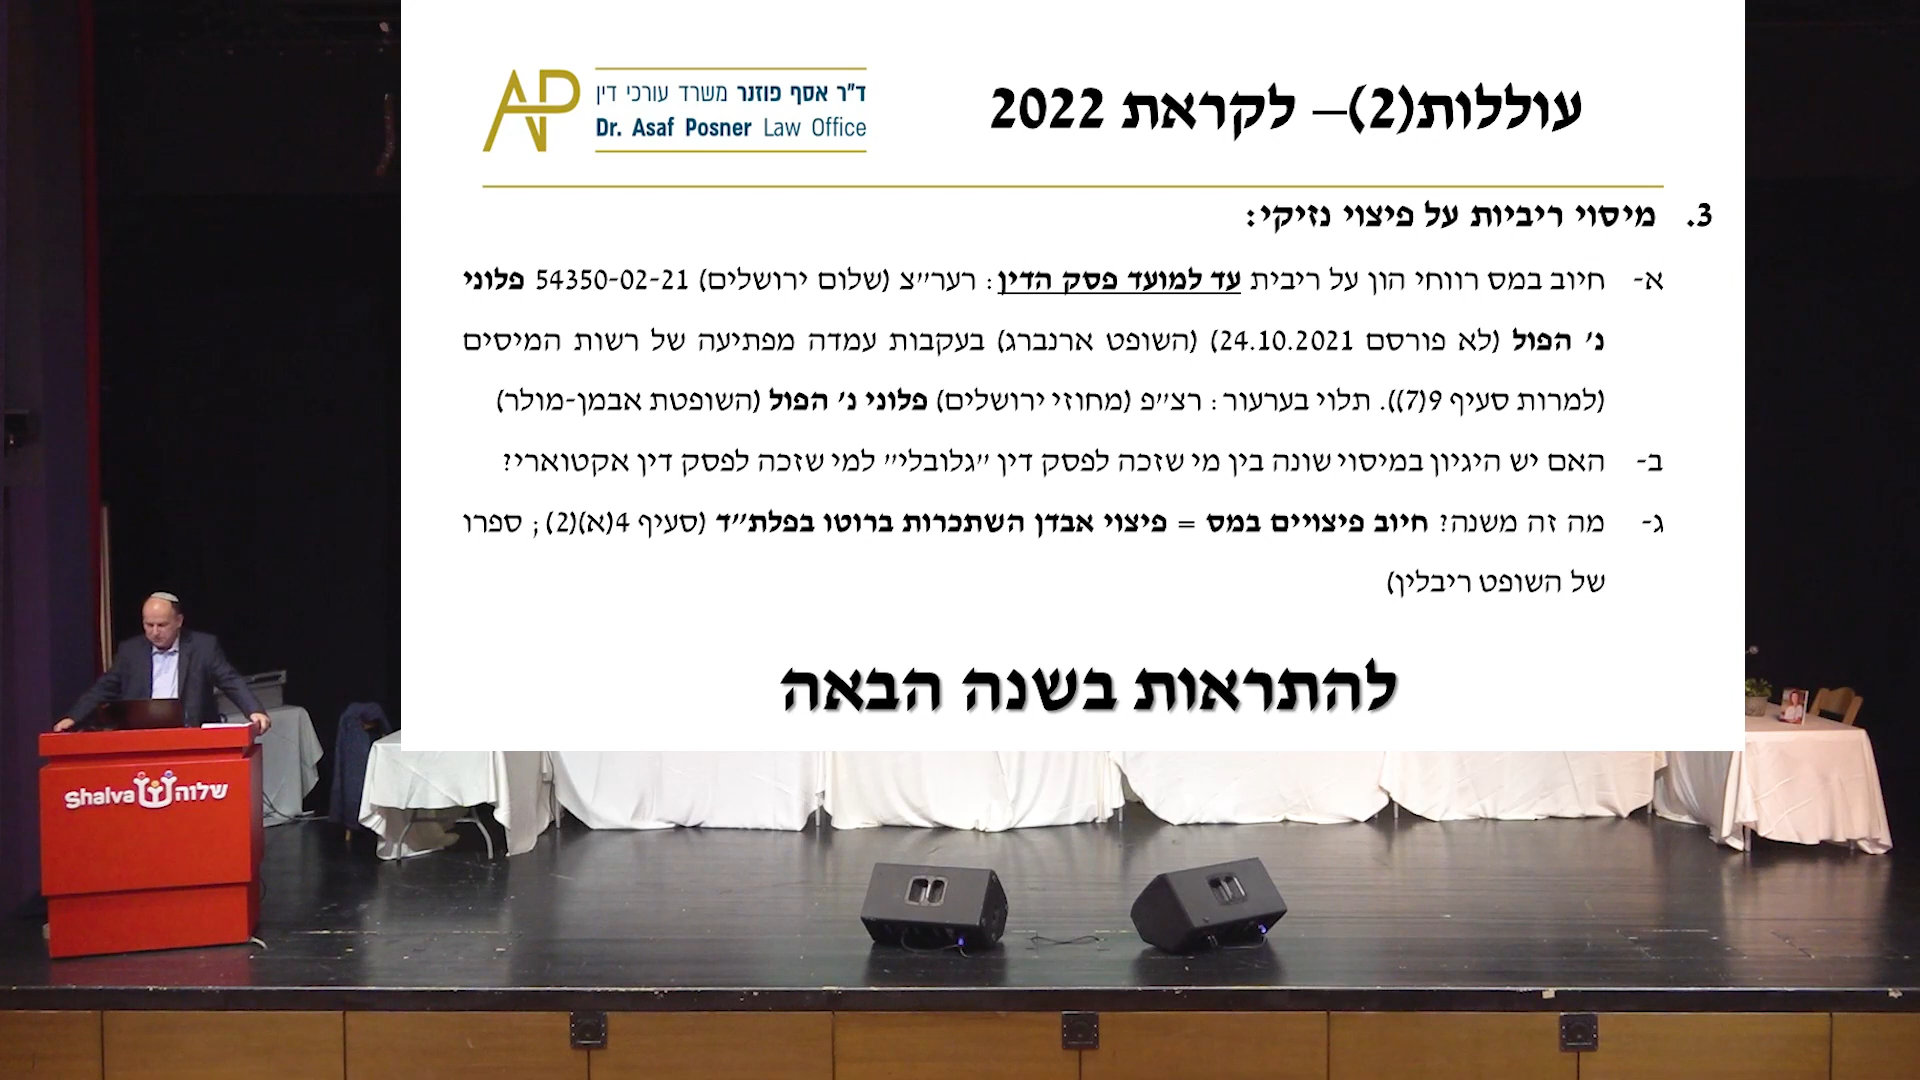 ד"ר אסף פוזנר משרד עורכי דין
Dr. Asaf Posner Law Office
עוללות(2)– לקראת 2022
3. מיסוי ריביות על פיצוי נזיקי:
א- חיוב במס רווחי הון על ריבית עד למועד פסק הדין: רער״צ (שלום ירושלים) 54350-02-21 פלוני
נ׳ הפול (לא פורסם 24.10.2021) (השופט ארנברג) בעקבות עמדה מפתיעה של רשות המיסים
(למרות סעיף 9(7)). תלוי בערעור: רצ״פ (מחוזי ירושלים) פלוני נ׳ הפול (השופטת אבמן-מולר)
ב- האם יש היגיון במיסוי שונה בין מי שזכה לפסק דין ״גלובלי״ למי שזכה לפסק דין אקטוארי?
ג- מה זה משנה? חיוב פיצויים במס = פיצוי אבדן השתכרות ברוטו בפלת״ד (סעיף 4(א)(2); ספרו
של השופט ריבלין)
להתראות בשנה הבאה
Shalva שלוה